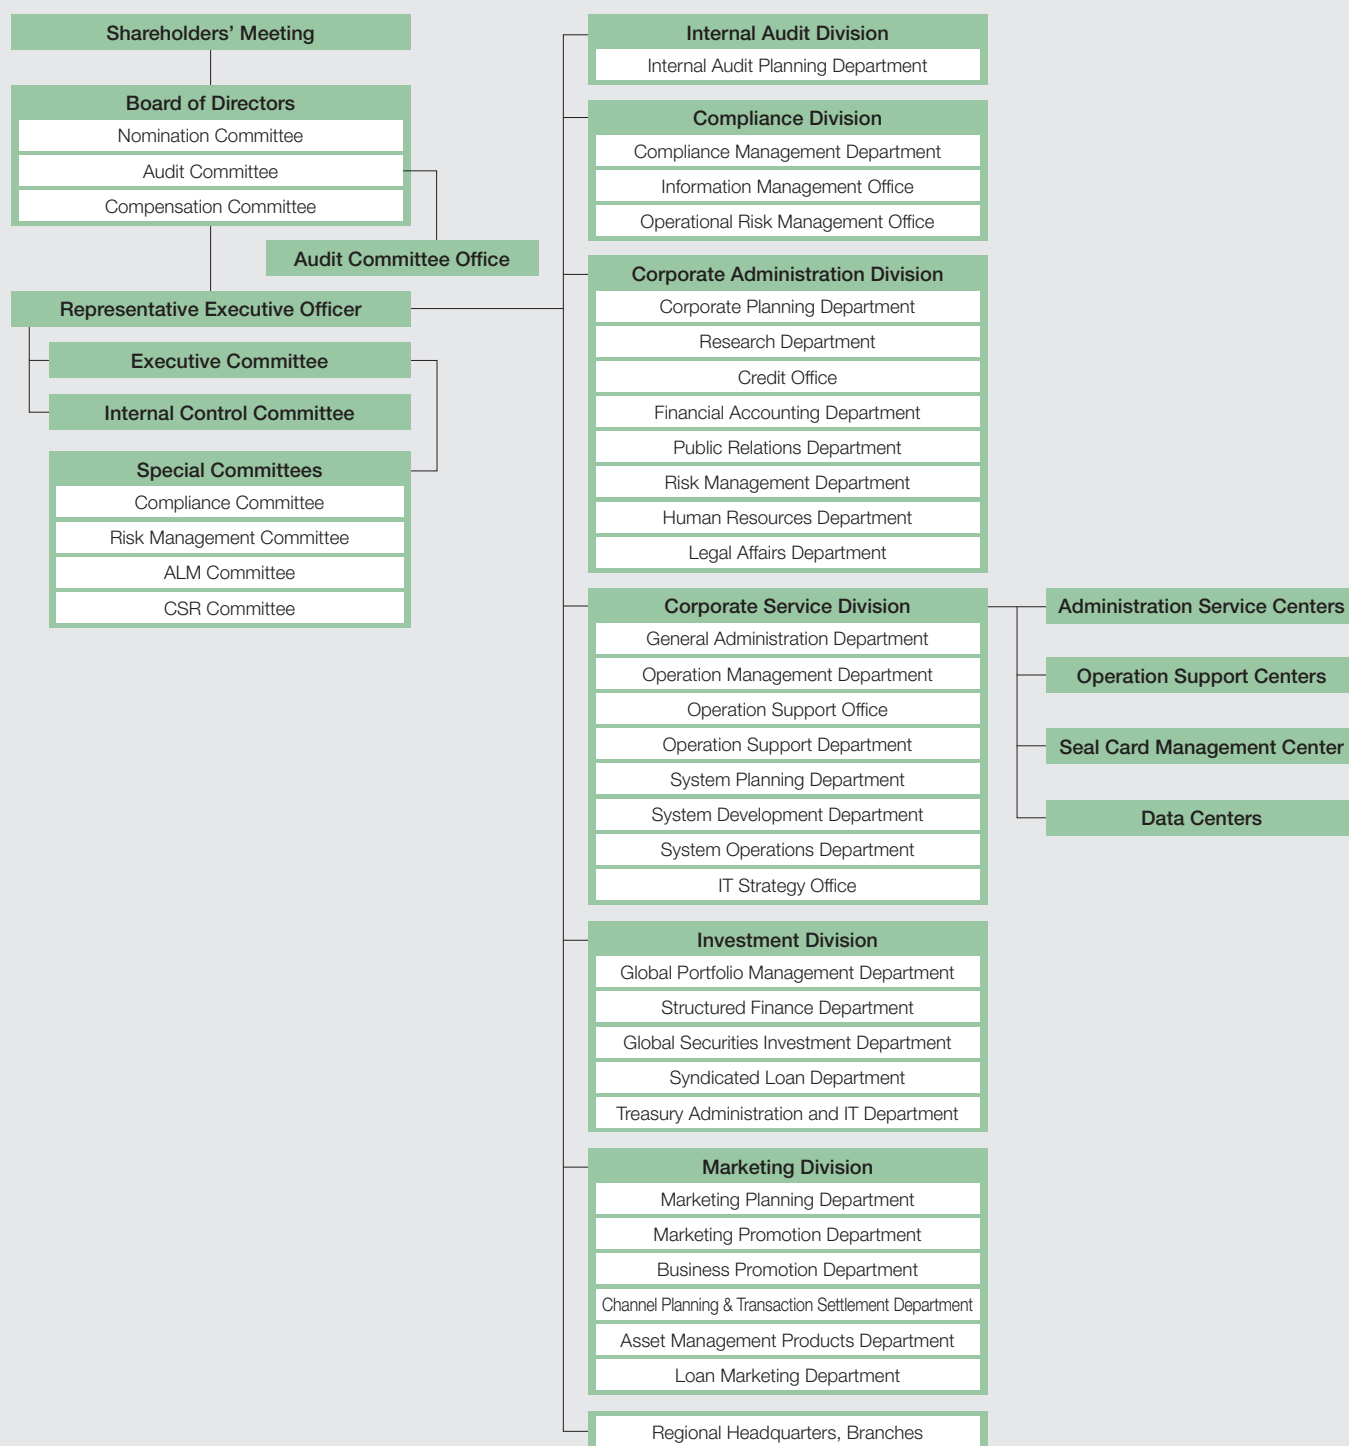 Shareholders' Meeting
Board of Directors
Nomination Committee
Audit Committee
Compensation Committee
Audit Committee Office
Representative Executive Officer
Executive Committee
Internal Control Committee
Special Committees
Compliance Committee
Risk Management Committee
ALM Committee
CSR Committee
Internal Audit Division
Internal Audit Planning Department
Compliance Division
Compliance Management Department
Information Management Office
Operational Risk Management Office
Corporate Administration Division
Corporate Planning Department
Research Department
Credit Office
Financial Accounting Department
Public Relations Department
Risk Management Department
Human Resources Department
Legal Affairs Department
Corporate Service Division
General Administration Department
Operation Management Department
Operation Support Office
Operation Support Department
System Planning Department
System Development Department
System Operations Department
IT Strategy Office
Administration Service Centers
Operation Support Centers
Seal Card Management Center
Data Centers
Investment Division
Global Portfolio Management Department
Structured Finance Department
Global Securities Investment Department
Syndicated Loan Department
Treasury Administration and IT Department
Marketing Division
Marketing Planning Department
Marketing Promotion Department
Business Promotion Department
Channel Planning & Transaction Settlement Department
Asset Management Products Department
Loan Marketing Department
Regional Headquarters, Branches